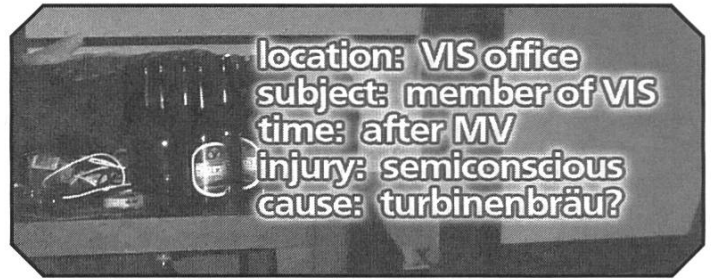 location: VIS office
subject: member of VIS
time: after MV
injury: semiconscious
cause: turbinenbräu?